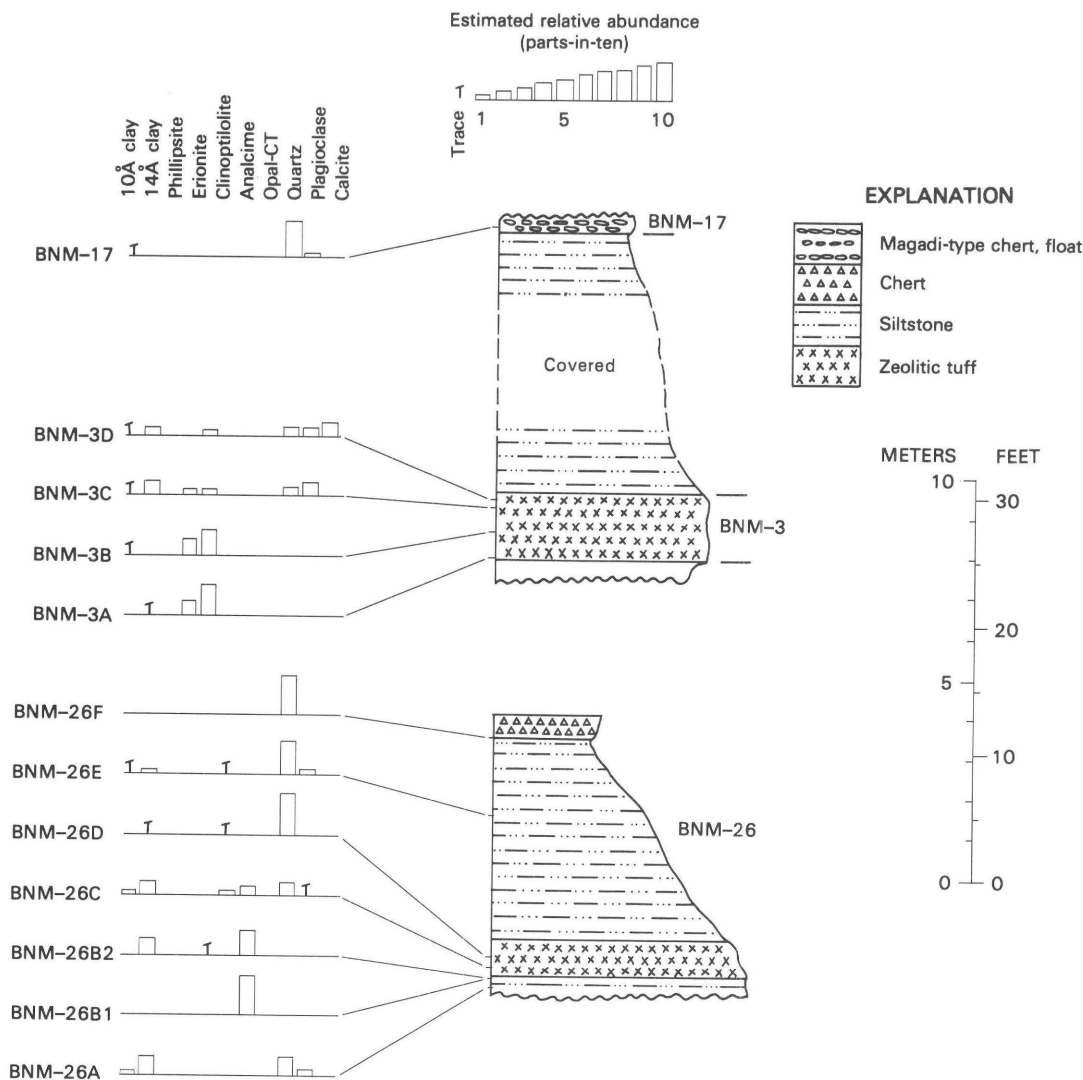 Estimated relative abundance
(parts-in-ten)
T
Trace
1 5 10
10Å clay
14Å clay
Phillipsite
Erionite
Clinoptilolite
Analcime
Opal-CT
Quartz
Plagioclase
Calcite
EXPLANATION
Magadi-type chert, float
Chert
Siltstone
Zeolitic tuff
BNM-17
T
BNM-17
Covered
BNM-3D
T
BNM-3C
T
BNM-3B
T
BNM-3A
T
BNM-3
METERS FEET
10
30
20
5
10
0 0
BNM-26F
BNM-26E
T T
BNM-26D
T T
BNM-26C
T
BNM-26B2
T
BNM-26B1
BNM-26A
BNM-26